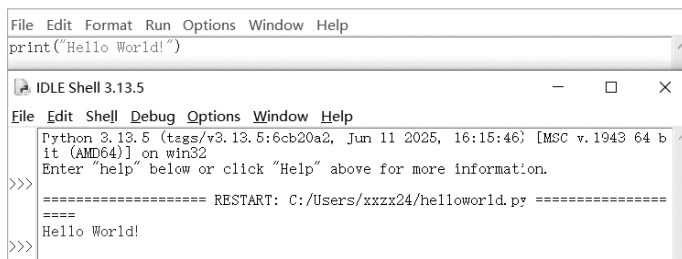 File Edit Format Run Options Window Help
print("Hello World!")
IDLE Shell 3.13.5
File Edit Shell Debug Options Window Help
Python 3.13.5 (tags/v3.13.5:6cb20a2, Jun 11 2025, 16:15:46) [MSC v.1943 64 b
it (AMD64)] on win32
Enter "help" below or click "Help" above for more information.
>>>
==================== RESTART: C:/Users/xxzx24/helloworld.py ================
====
Hello World!
>>>